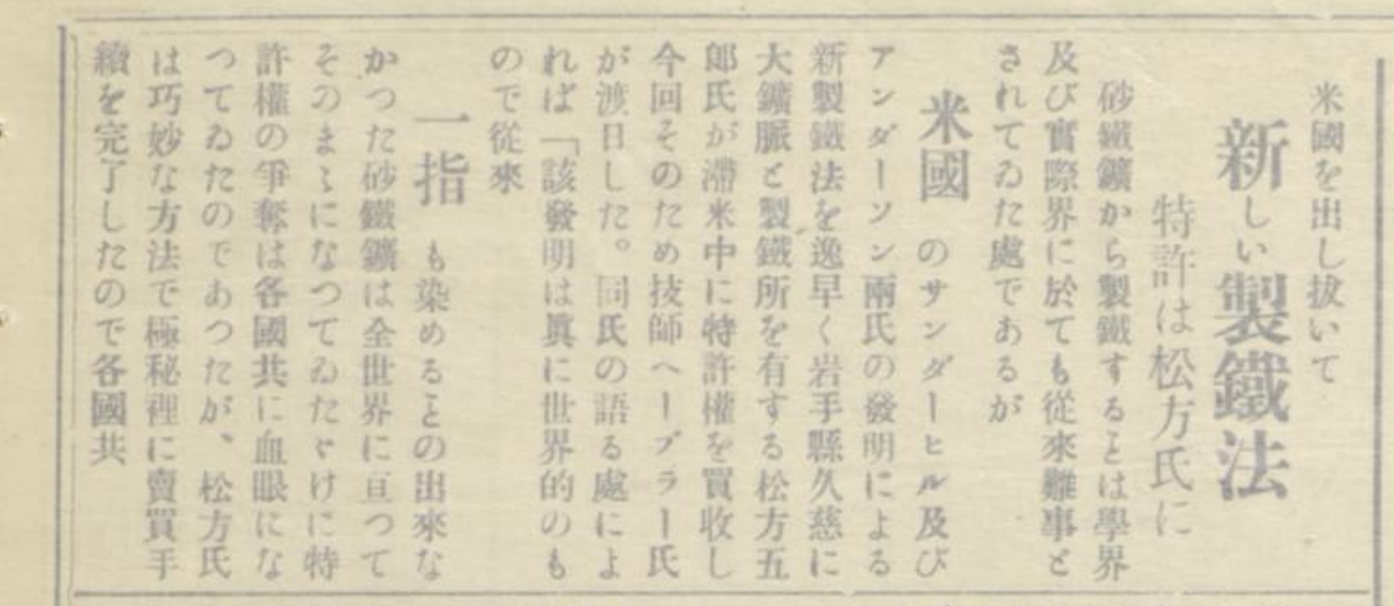 米國を出し拔いて
新しい製鐵法
特許は松方氏に
砂鐵鑛から製鐵するとは學界
及び實際界に於ても從來難事と
されてゐた處であるが
米國のサンダーヒル及び
アンダーソン兩氏の發明による
新製鐵法を逸早く岩手縣久慈に
大鑛脈と製鐵所を有する松方五
郎氏が滯米中に特許權を買收し
今回そのため技師ヘーブラー氏
が渡日した。同氏の語る處によ
れば「該發明は眞に世界的のも
ので從來
一指も染めるとの出來な
かつた砂鐵鑛は全世界に亘つて
そのまゝになつてゐたゞけに特
許權の爭奪は各國共に血眼にな
つてゐたのであつたが、松方氏
は巧妙な方法で極秘裡に賣買手
續を完了したので各國共